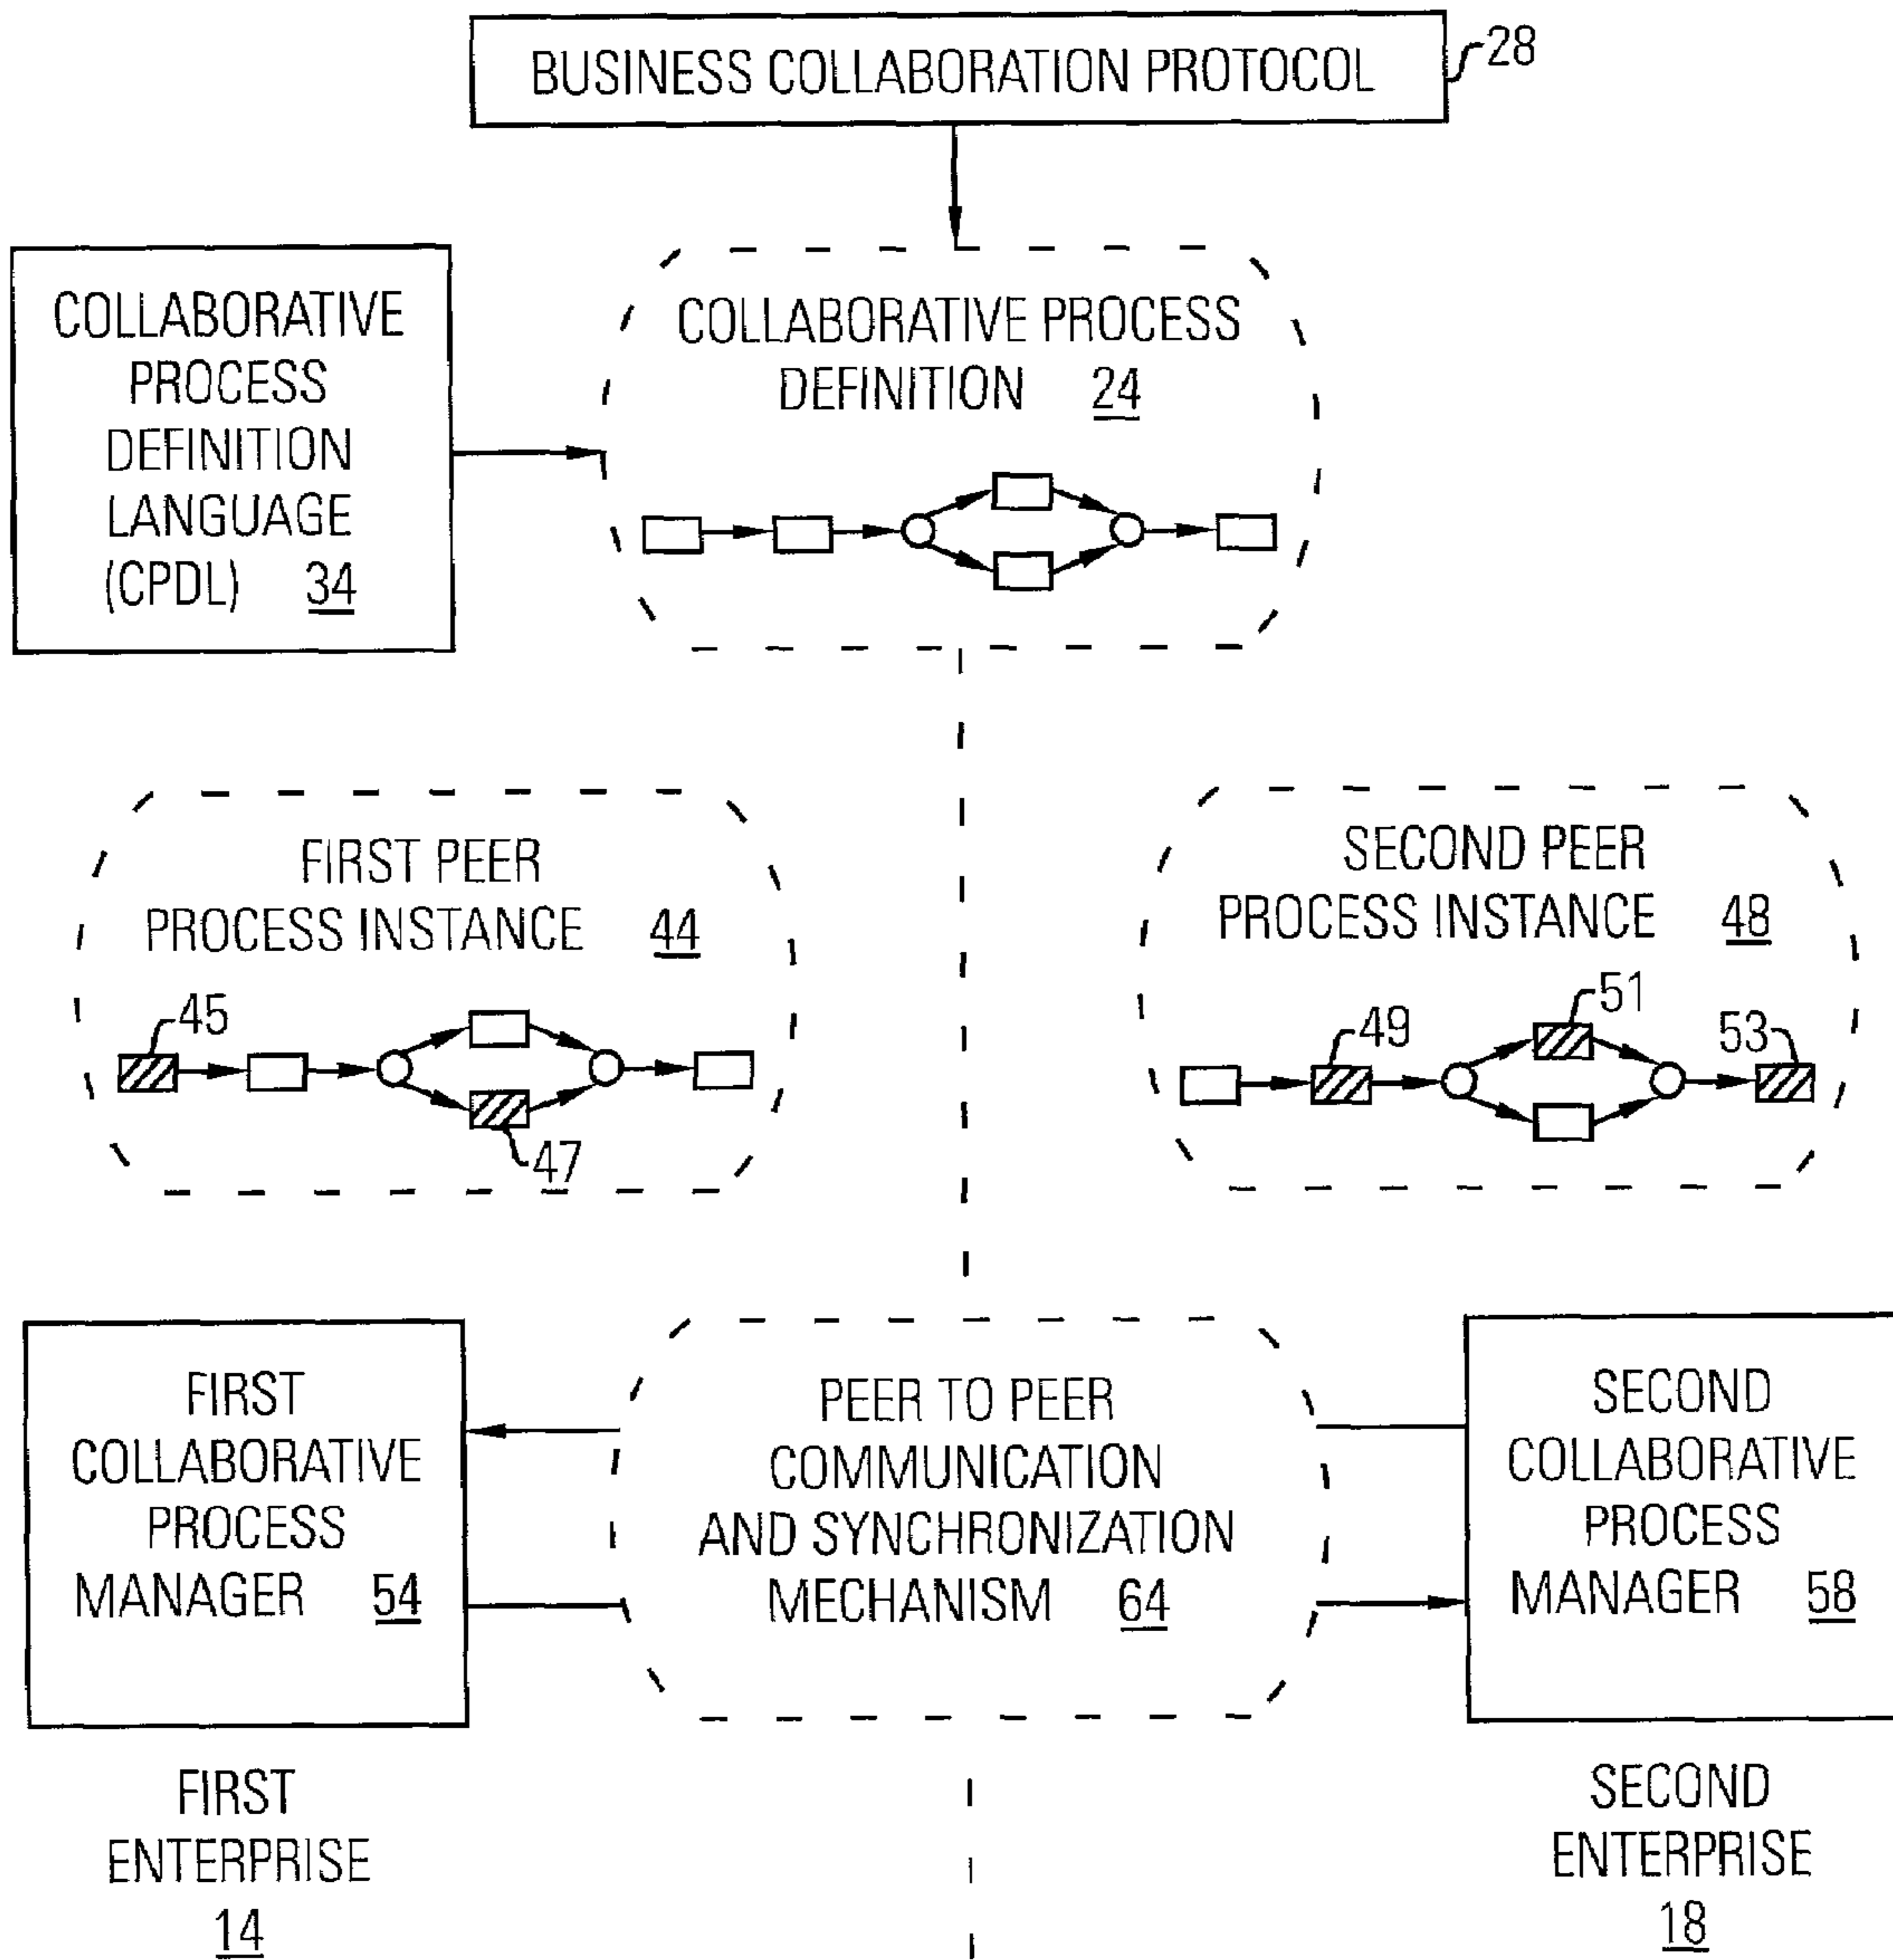 BUSINESS COLLABORATION PROTOCOL
28
COLLABORATIVE
PROCESS
DEFINITION
LANGUAGE
(CPDL) 34
COLLABORATIVE PROCESS
DEFINITION 24
FIRST PEER
PROCESS INSTANCE 44
45
47
SECOND PEER
PROCESS INSTANCE 48
49
51
53
FIRST
COLLABORATIVE
PROCESS
MANAGER 54
PEER TO PEER
COMMUNICATION
AND SYNCHRONIZATION
MECHANISM 64
SECOND
COLLABORATIVE
PROCESS
MANAGER 58
FIRST
ENTERPRISE
14
SECOND
ENTERPRISE
18